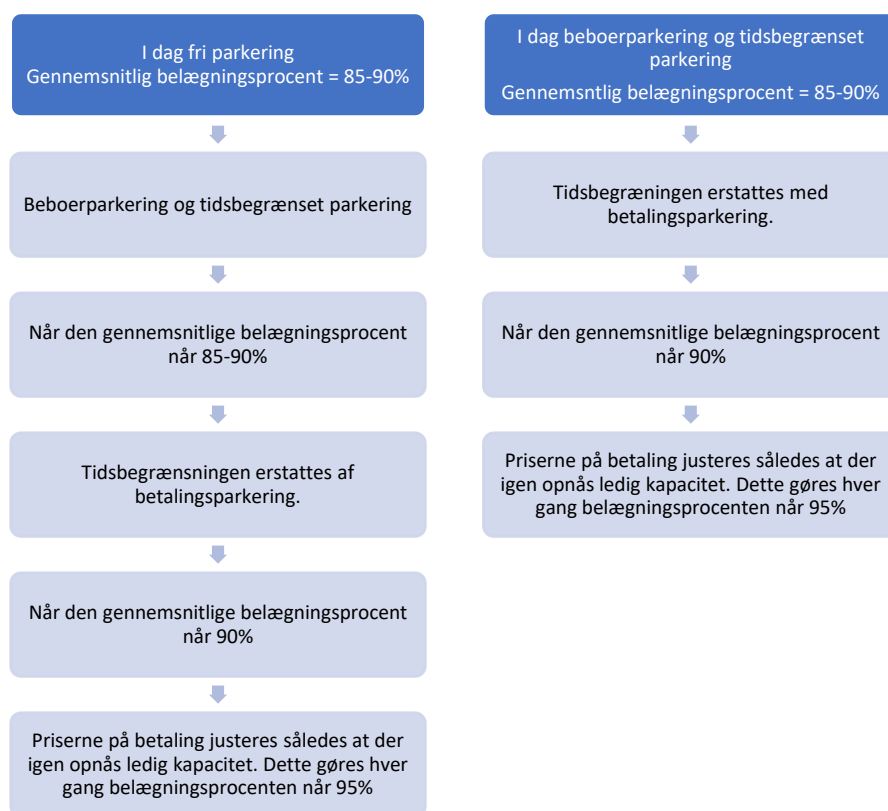 I dag fri parkering
Gennemsnitlig belægningsprocent = 85-90%
Beboerparkering og tidsbegrænset parkering
Når den gennemsnitlige belægningsprocent
når 85-90%
Tidsbegrænsningen erstattes af
betalingsparkering.
Når den gennemsnitlige belægningsprocent
når 90%
Priserne på betaling justeres således at der
igen opnås ledig kapacitet. Dette gøres hver
gang belægningsprocenten når 95%
I dag beboerparkering og tidsbegrænset
parkering
Gennemsntlig belægningsprocent = 85-90%
Tidsbegræningen erstattes med
betalingsparkering.
Når den gennemsnitlige belægningsprocent
når 90%
Priserne på betaling justeres således at der
igen opnås ledig kapacitet. Dette gøres hver
gang belægningsprocenten når 95%